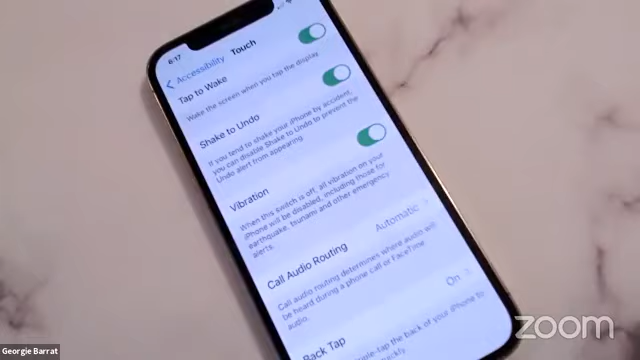 6:17
Accessibility
Touch
Tap to Wake
Wake the screen when you tap the display.
Shake to Undo
If you tend to shake your iPhone by accident,
you can disable Shake to Undo to prevent the
Undo alert from appearing.
Vibration
When this switch is off, all vibration on your
iPhone will be disabled, including those for
earthquake, tsunami and other emergency
alerts.
Call Audio Routing
Automatic
Call audio routing determines where audio will
be heard during a phone call or FaceTime
audio.
Back Tap
On
-tap the back of your iPhone to
quickly
Georgie Barrat
zoom